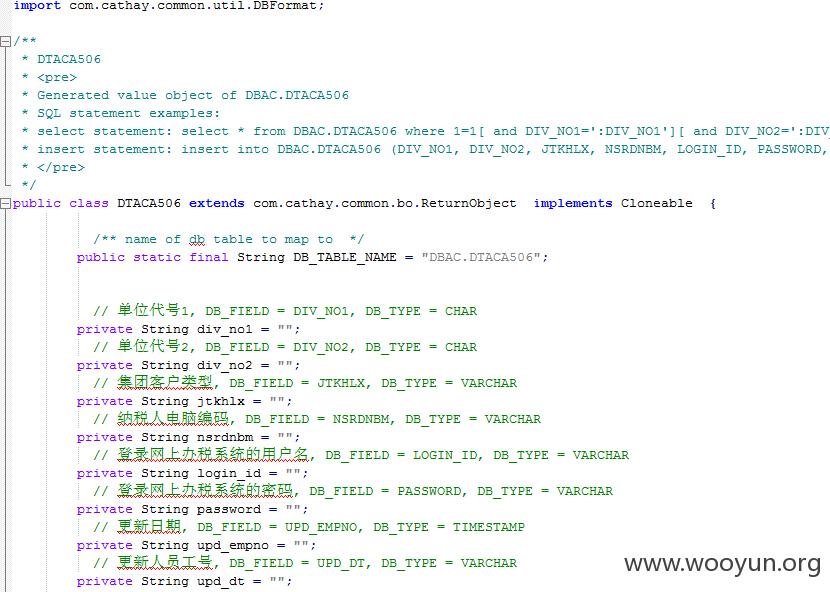 import com.cathay.common.util.DBFormat;
/**
* DTACA506
* <pre>
* Generated value object of DBAC.DTACA506
* SQL statement examples:
* select statement: select * from DBAC.DTACA506 where 1=1[ and DIV_NO1=':DIV_NO1'][ and DIV_NO2=':DIV_
* insert statement: insert into DBAC.DTACA506 (DIV_NO1, DIV_NO2, JTKHLX, NSRDNBM, LOGIN_ID, PASSWORD,
* </pre>
*/
public class DTACA506 extends com.cathay.common.bo.ReturnObject  implements Cloneable  {
/** name of db table to map to  */
public static final String DB_TABLE_NAME = "DBAC.DTACA506";
// 单位代号1, DB_FIELD = DIV_NO1, DB_TYPE = CHAR
private String div_no1 = "";
// 单位代号2, DB_FIELD = DIV_NO2, DB_TYPE = CHAR
private String div_no2 = "";
// 集团客户类型, DB_FIELD = JTKHLX, DB_TYPE = VARCHAR
private String jtkhlx = "";
// 纳税人电脑编码, DB_FIELD = NSRDNBM, DB_TYPE = VARCHAR
private String nsrdnbm = "";
// 登录网上办税系统的用户名, DB_FIELD = LOGIN_ID, DB_TYPE = VARCHAR
private String login_id = "";
// 登录网上办税系统的密码, DB_FIELD = PASSWORD, DB_TYPE = VARCHAR
private String password = "";
// 更新日期, DB_FIELD = UPD_EMPNO, DB_TYPE = TIMESTAMP
private String upd_empno = "";
// 更新人员工号, DB_FIELD = UPD_DT, DB_TYPE = VARCHAR
private String upd_dt = "";
www.wooyun.org